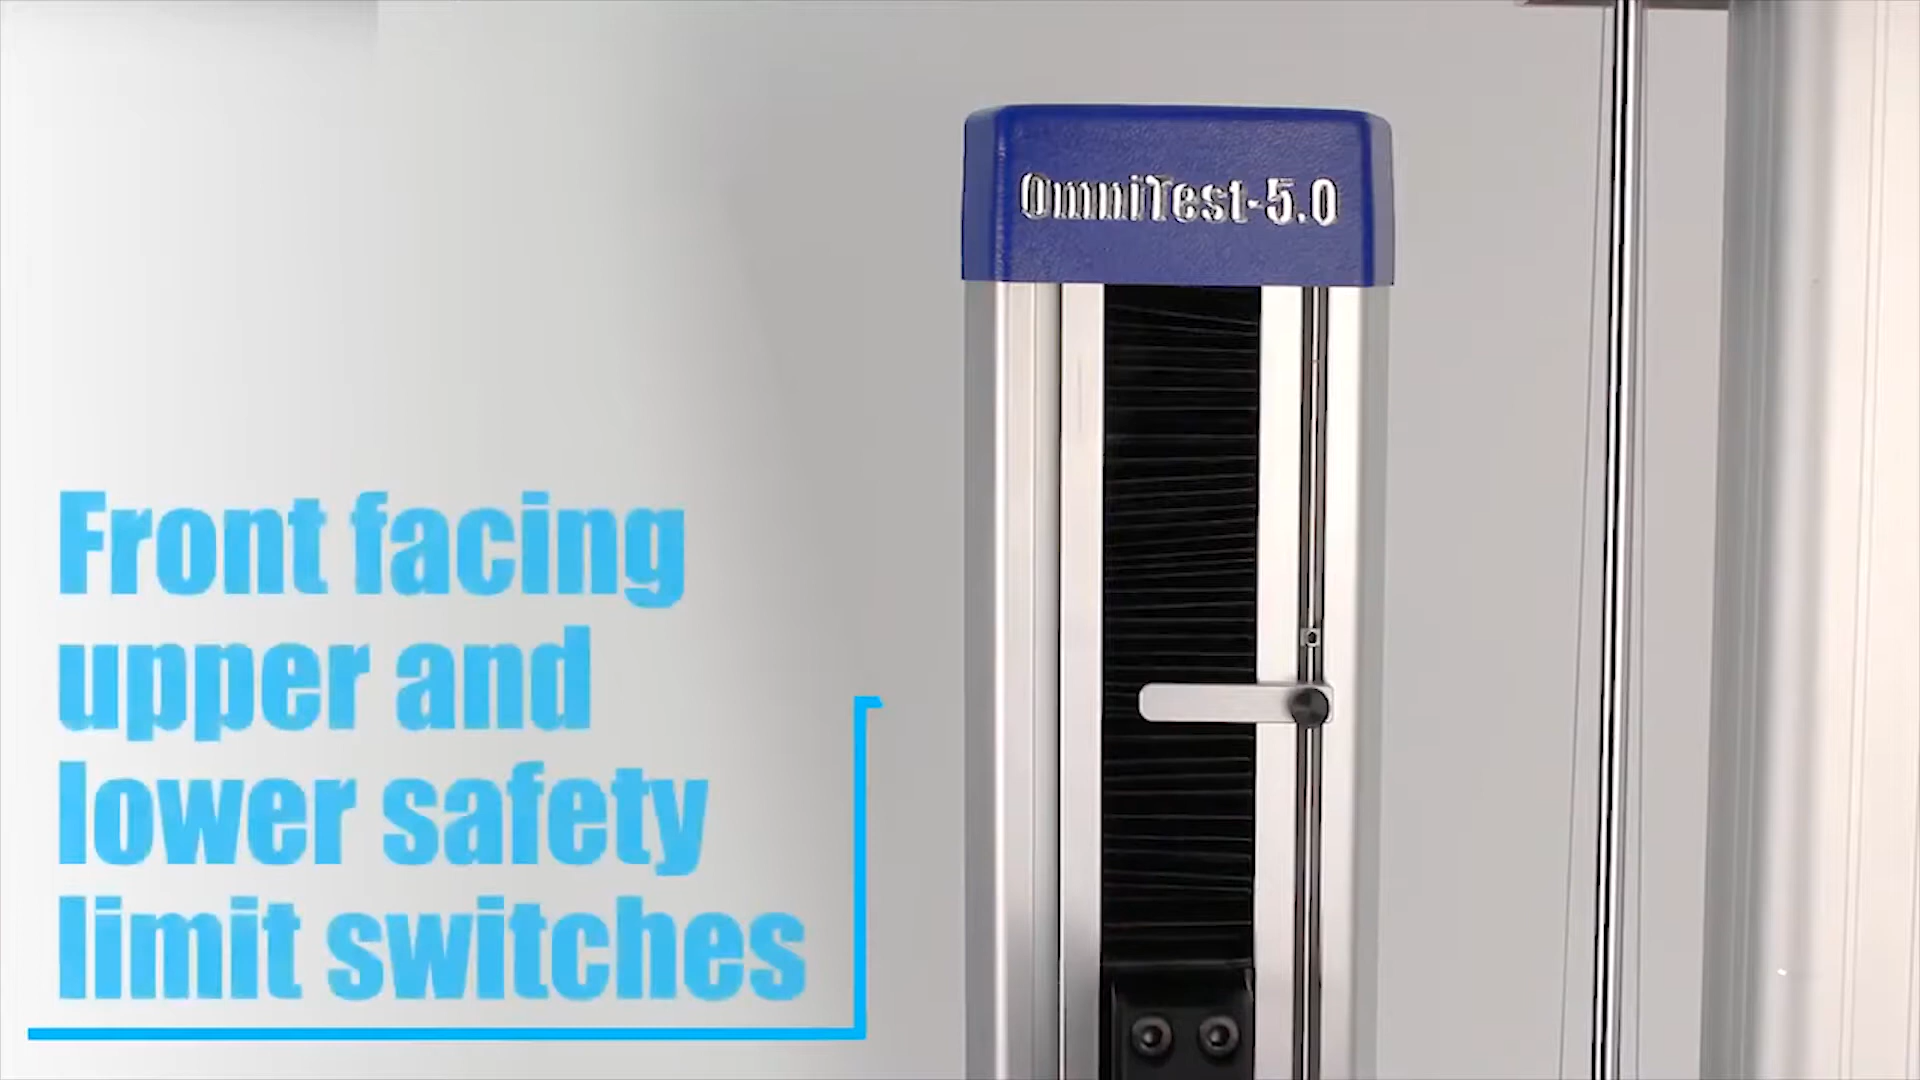 OmniTest-5.0
Front facing
upper and
lower safety
limit switches